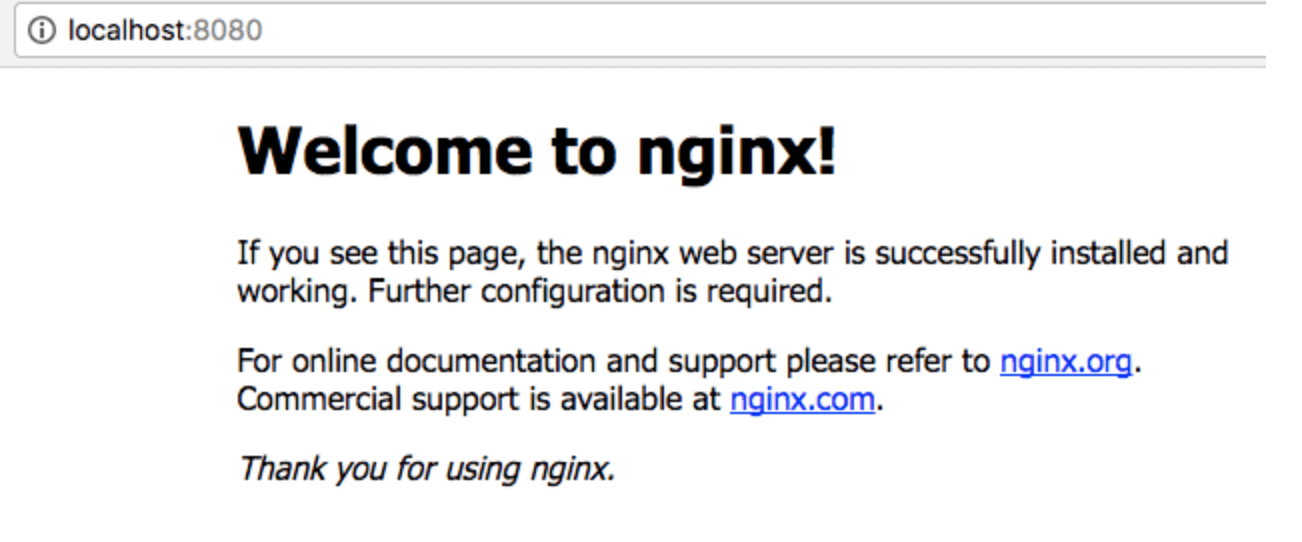 localhost:8080
Welcome to nginx!
If you see this page, the nginx web server is successfully installed and
working. Further configuration is required.
For online documentation and support please refer to nginx.org.
Commercial support is available at nginx.com.
Thank you for using nginx.